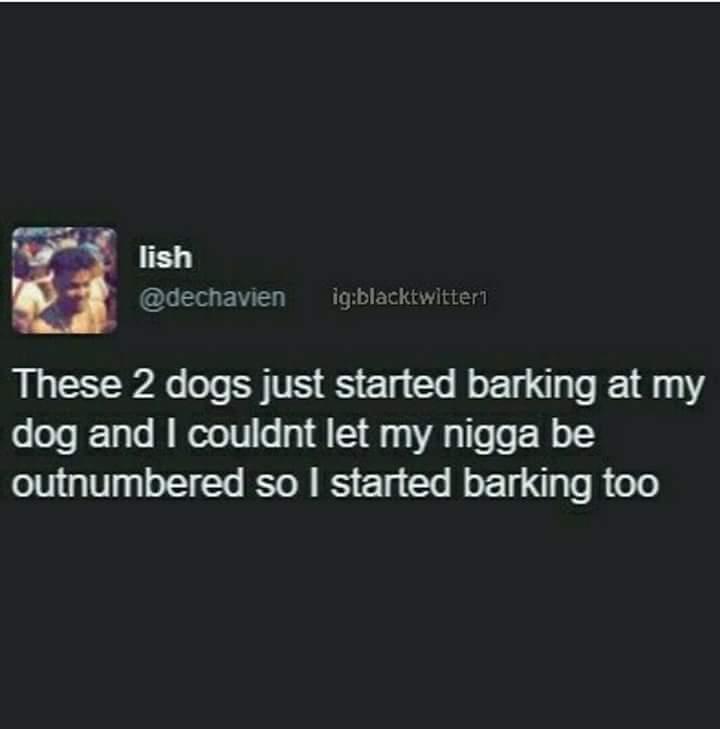 lish
@dechavien ig:blacktwitter1
These 2 dogs just started barking at my
dog and I couldnt let my nigga be
outnumbered so I started barking too